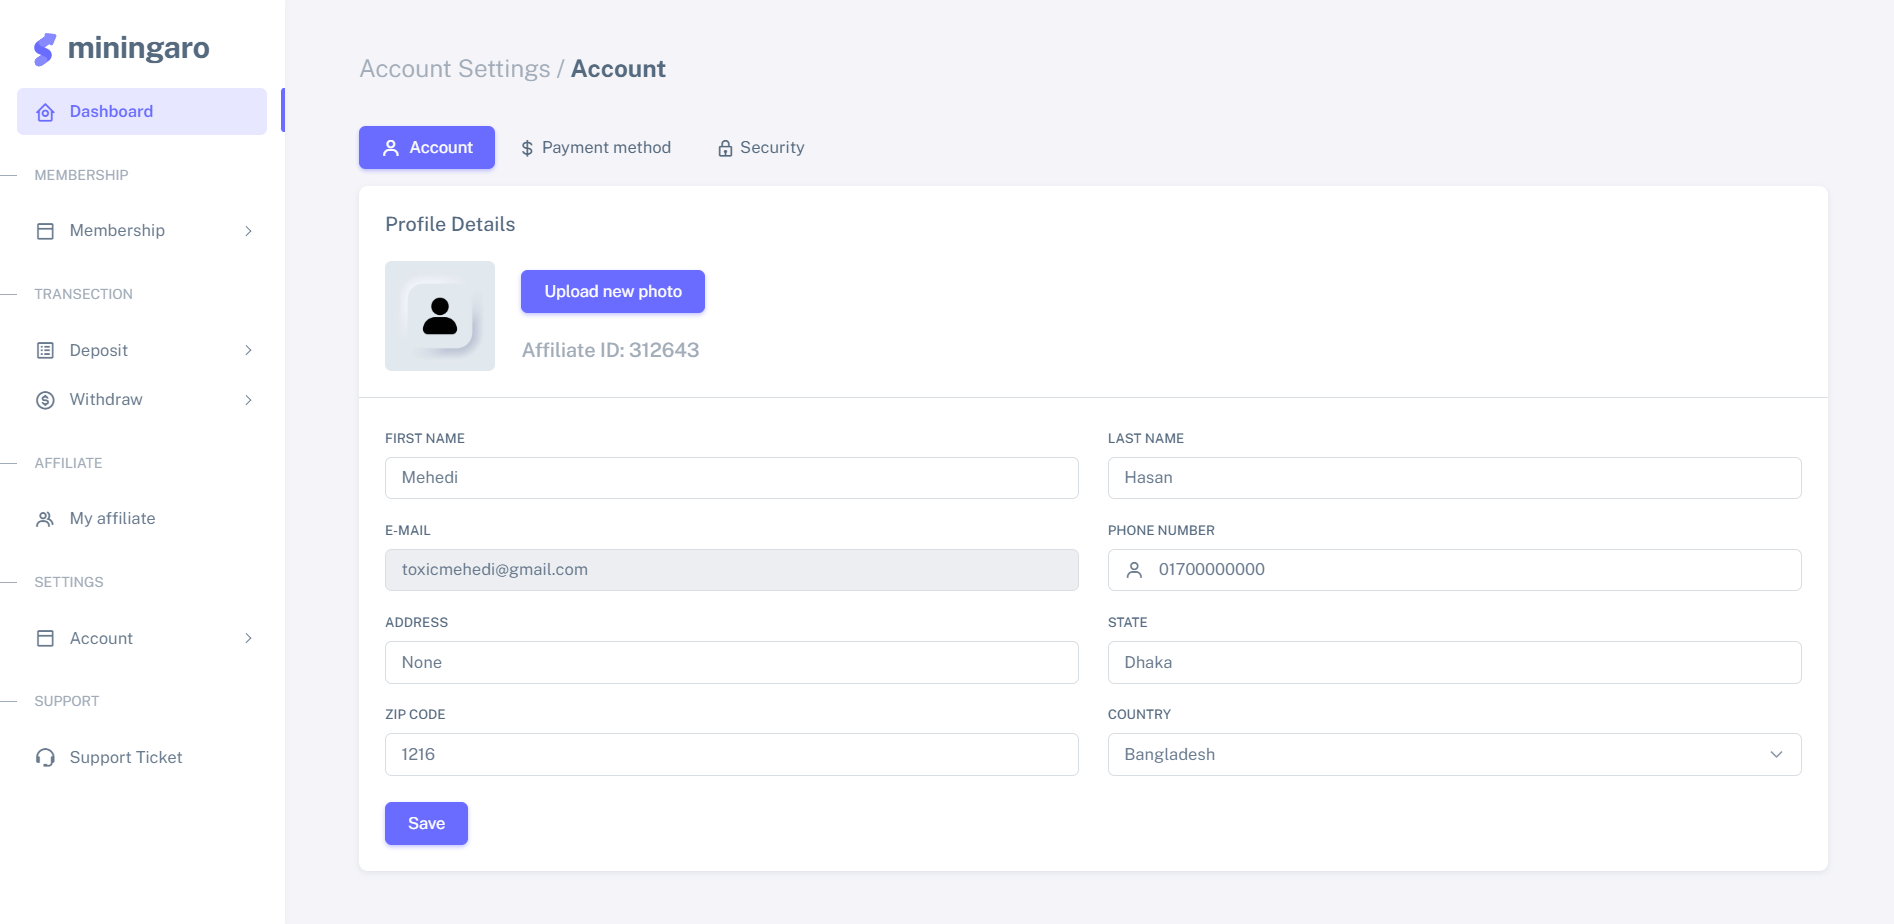 miningaro
Dashboard
MEMBERSHIP
Membership
TRANSECTION
Deposit
Withdraw
AFFILIATE
My affiliate
SETTINGS
Account
SUPPORT
Support Ticket
Account Settings / Account
Account
$ Payment method
Security
Profile Details
Upload new photo
Affiliate ID: 312643
FIRST NAME
Mehedi
LAST NAME
Hasan
E-MAIL
toxicmehedi@gmail.com
PHONE NUMBER
01700000000
ADDRESS
None
STATE
Dhaka
ZIP CODE
1216
COUNTRY
Bangladesh
Save